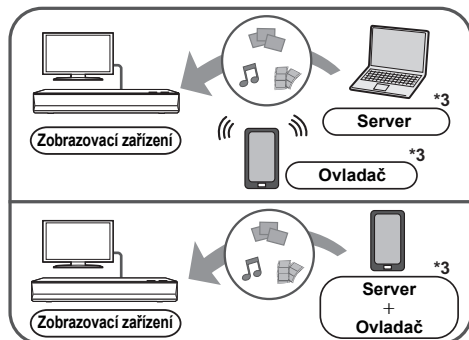 *3
Server
Zobrazovací zařízení
*3
Ovladač
*3
Server
+
Ovladač
Zobrazovací zařízení